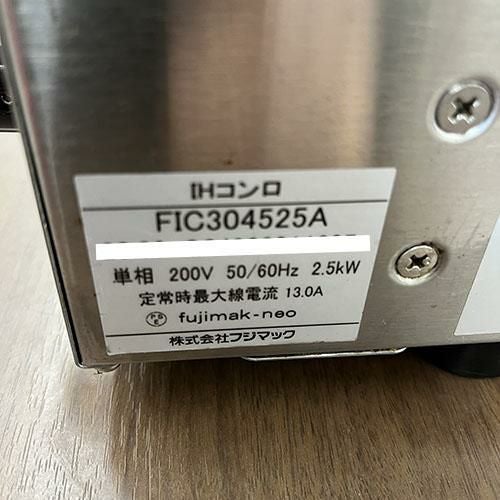 IHコンロ
FIC304525A
単相 200V 50/60Hz 2.5kW
定常時最大線電流 13.0A
fujimak-neo
株式会社フジマック